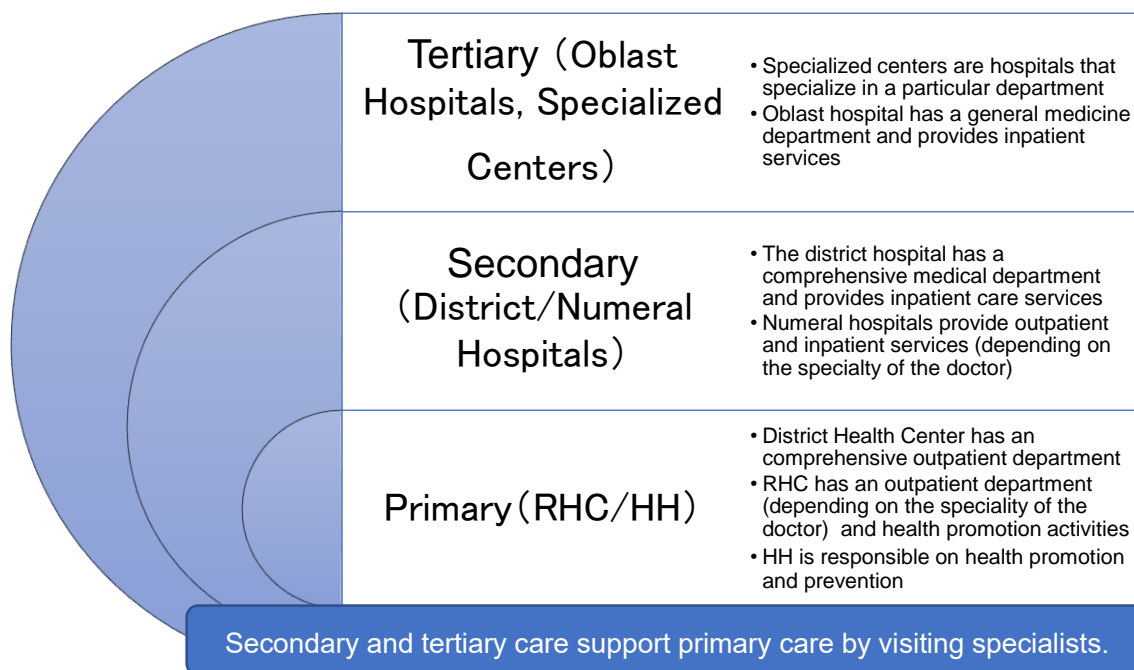 Tertiary（Oblast
Hospitals, Specialized
Centers）
• Specialized centers are hospitals that
specialize in a particular department
• Oblast hospital has a general medicine
department and provides inpatient
services
Secondary
（District/Numeral
Hospitals）
• The district hospital has a
comprehensive medical department
and provides inpatient care services
• Numeral hospitals provide outpatient
and inpatient services (depending on
the specialty of the doctor)
Primary（RHC/HH）
• District Health Center has an
comprehensive outpatient department
• RHC has an outpatient department
(depending on the speciality of the
doctor) and health promotion activities
• HH is responsible on health promotion
and prevention
Secondary and tertiary care support primary care by visiting specialists.